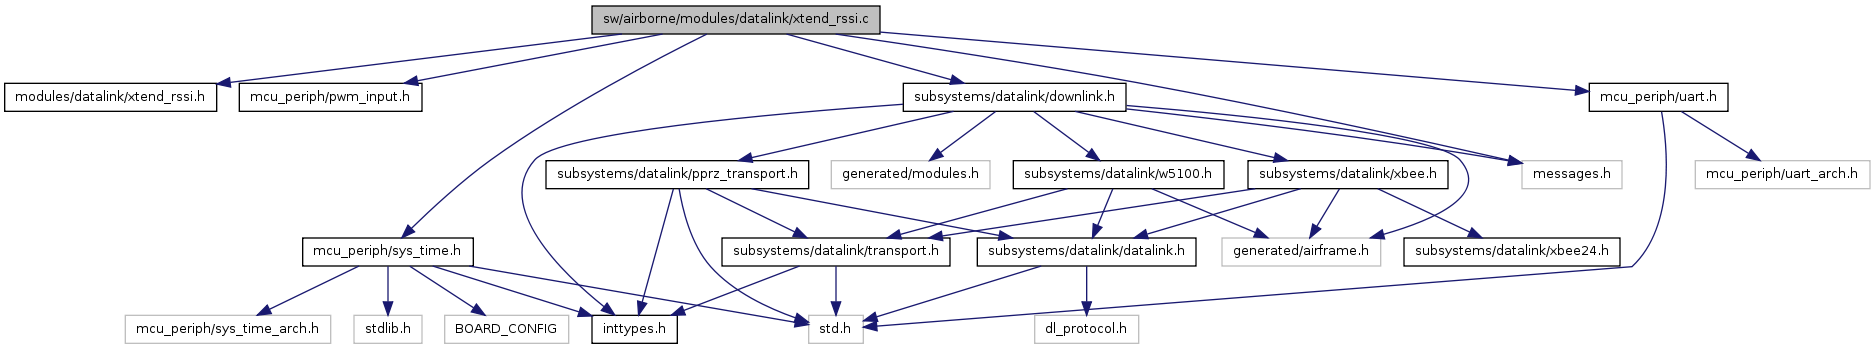 sw/airborne/modules/datalink/xtend_rssi.c
modules/datalink/xtend_rssi.h
mcu_periph/pwm_input.h
subsystems/datalink/downlink.h
mcu_periph/uart.h
subsystems/datalink/pprz_transport.h
generated/modules.h
subsystems/datalink/w5100.h
subsystems/datalink/xbee.h
messages.h
mcu_periph/uart_arch.h
mcu_periph/sys_time.h
subsystems/datalink/transport.h
subsystems/datalink/datalink.h
generated/airframe.h
subsystems/datalink/xbee24.h
mcu_periph/sys_time_arch.h
stdlib.h
BOARD_CONFIG
inttypes.h
std.h
dl_protocol.h